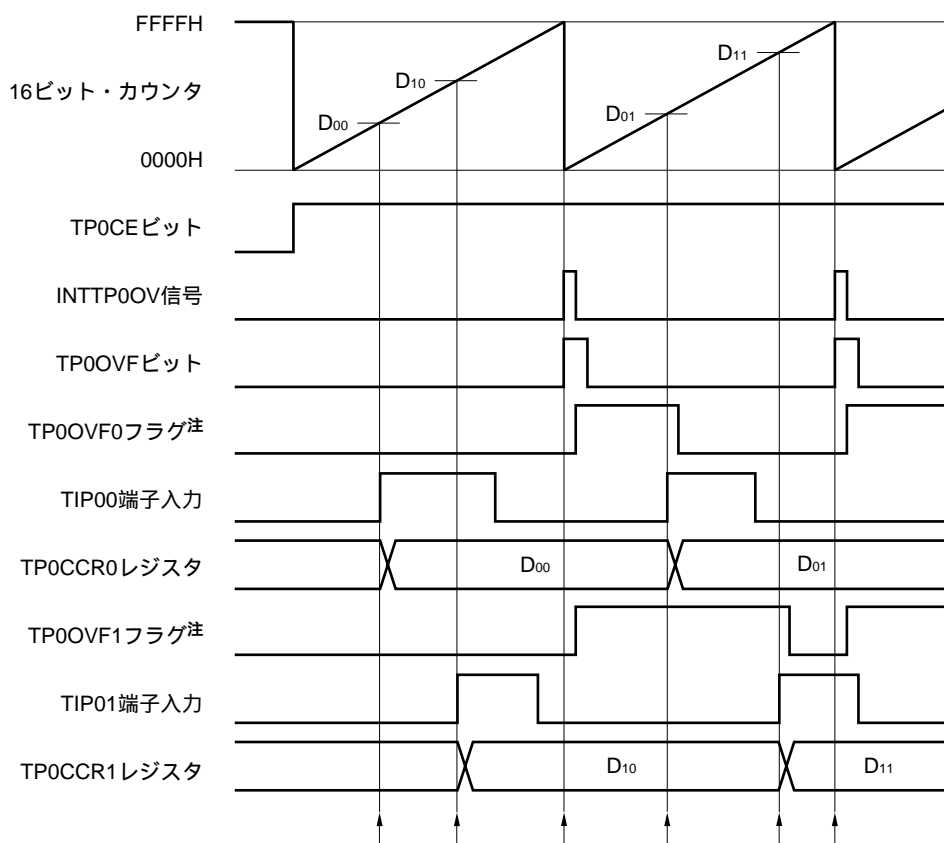 FFFFH
16ビット・カウンタ
D10
D11
D00
D01
0000H
TP0CEビット
INTTP0OV信号
TP0OVFビット
TP0OVF0フラグ注
TIP00端子入力
TP0CCR0レジスタ
D00
D01
TP0OVF1フラグ注
TIP01端子入力
TP0CCR1レジスタ
D10
D11